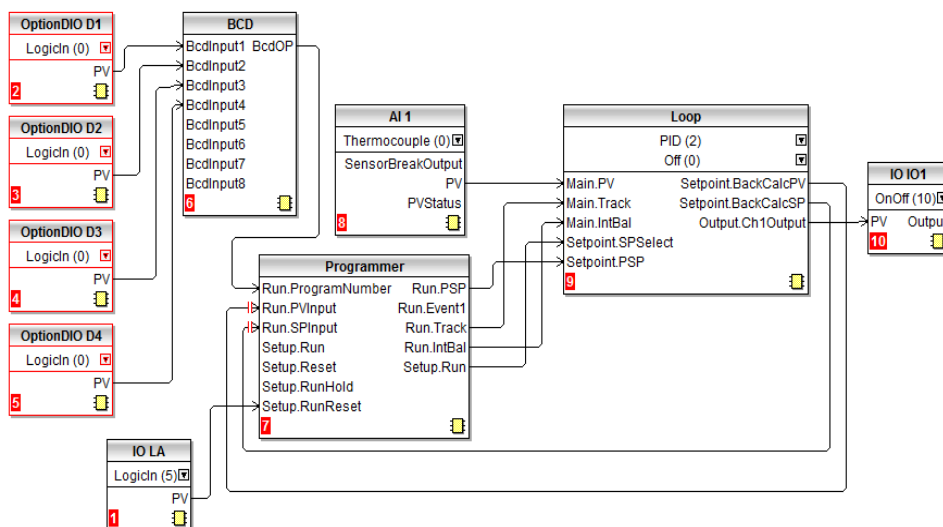 OptionDIO D1
LogicIn (0)
PV
2
OptionDIO D2
LogicIn (0)
PV
3
OptionDIO D3
LogicIn (0)
PV
4
OptionDIO D4
LogicIn (0)
PV
5
BCD
BcdInput1 BcdOP
BcdInput2
BcdInput3
BcdInput4
BcdInput5
BcdInput6
BcdInput7
BcdInput8
6
AI 1
Thermocouple (0)
SensorBreakOutput
PV
PVStatus
8
Loop
PID (2)
Off (0)
Main.PV Setpoint.BackCalcPV
Main.Track Setpoint.BackCalcSP
Main.IntBal Output.Ch1Output
Setpoint.SPSelect
Setpoint.PSP
9
IO IO1
OnOff (10)
PV Outpu
10
Programmer
Run.ProgramNumber Run.PSP
Run.PVInput Run.Event1
Run.SPInput Run.Track
Setup.Run Run.IntBal
Setup.Reset Setup.Run
Setup.RunHold
Setup.RunReset
7
IO LA
LogicIn (5)
PV
1